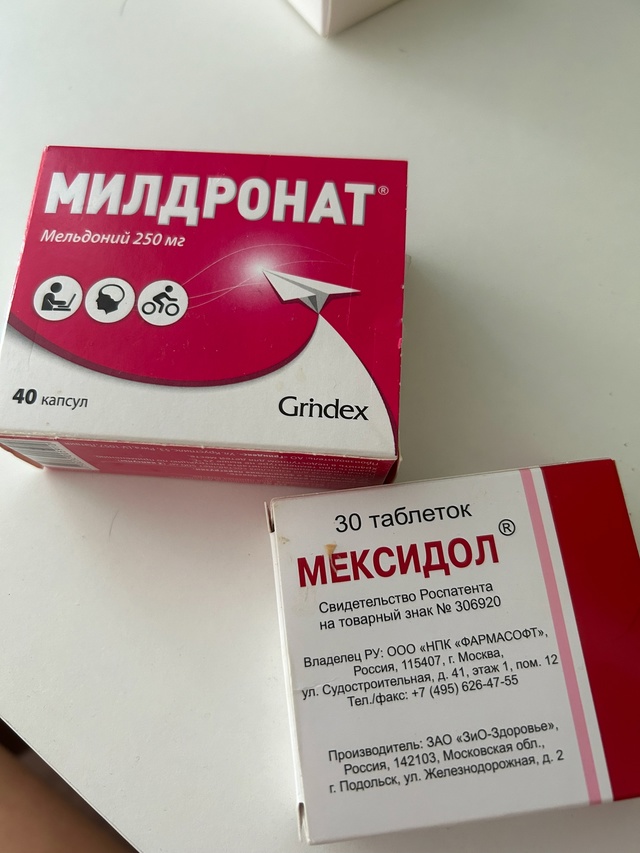 МИЛДРОНАТ®
Мельдоний 250 мг
40 капсул
Grindex
30 таблеток
МЕКСИДОЛ®
Свидетельство Роспатента
на товарный знак № 306920
Владелец РУ: ООО «НПК «ФАРМАСОФТ»,
Россия, 115407, г. Москва,
ул. Судостроительная, д. 41, этаж 1, пом. 12
Тел./факс: +7 (495) 626-47-55
Производитель: ЗАО «ЗиО-Здоровье»,
Россия, 142103, Московская обл.,
г. Подольск, ул. Железнодорожная, д. 2